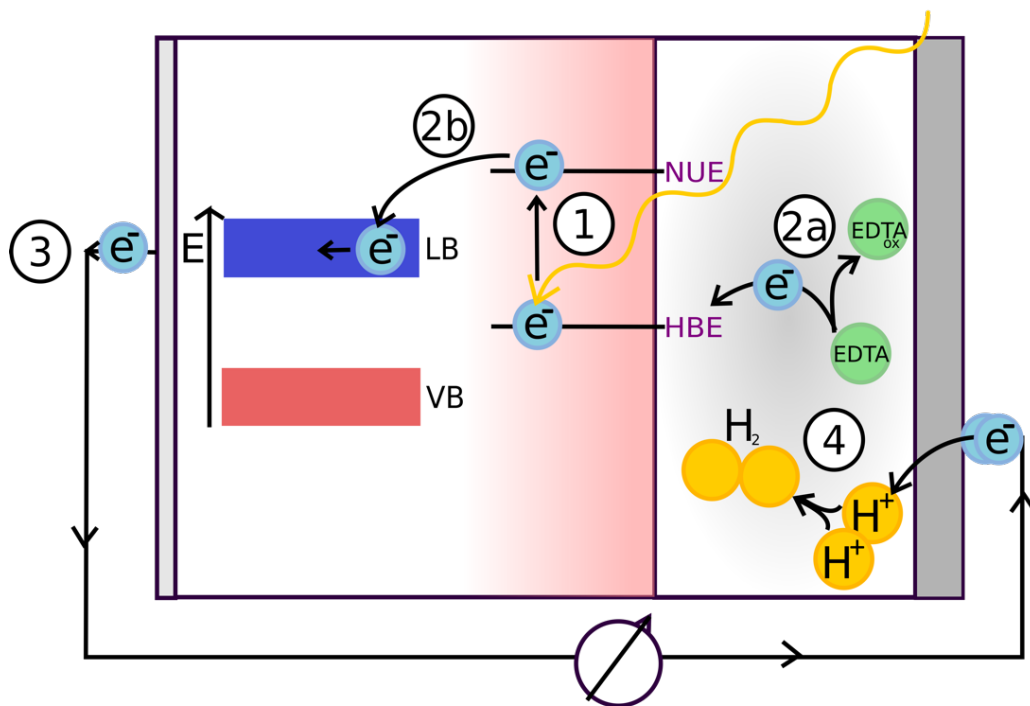 2b
e⁻
NUE
1
2a
EDTA
ox
3
e⁻
E
e⁻
LB
e⁻
e⁻
HBE
EDTA
VB
H₂
4
e⁻
H⁺
H⁺